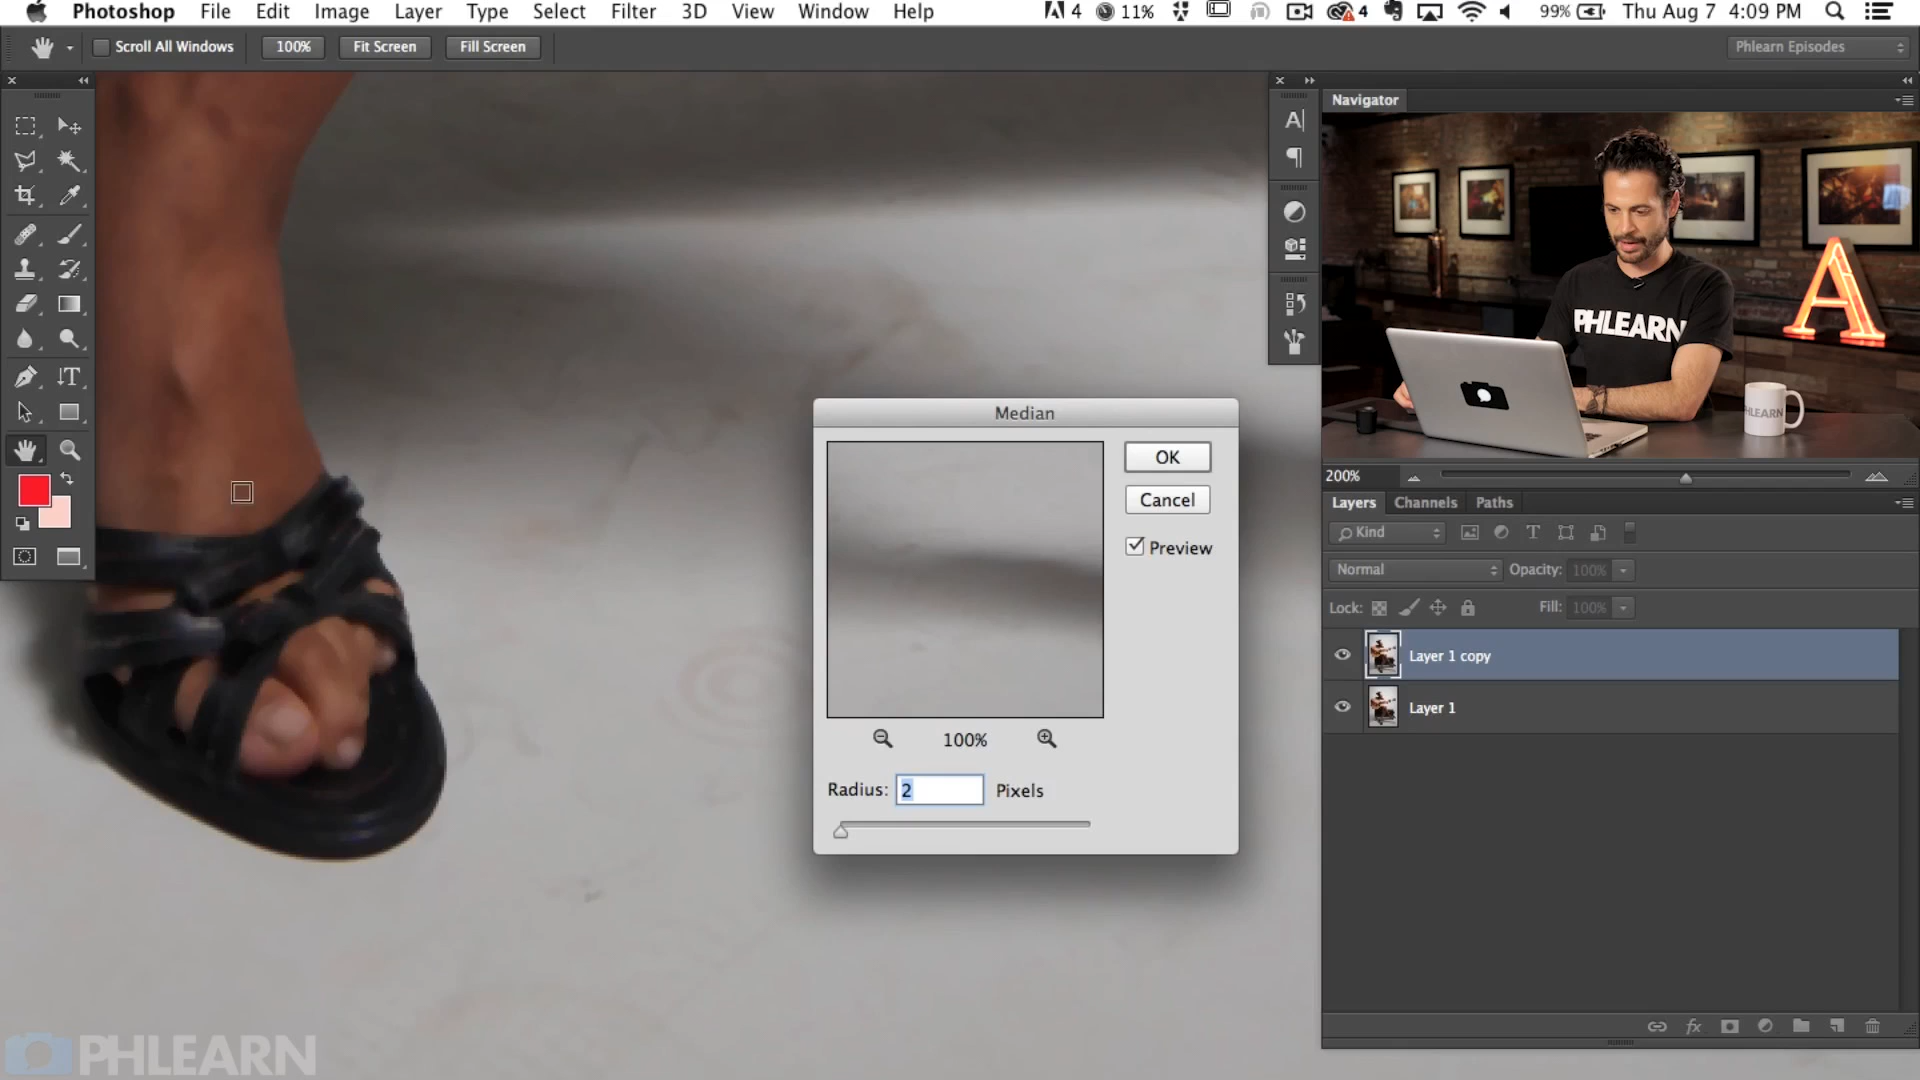 Photoshop File Edit Image Layer Type Select Filter 3D View Window Help 4 11% 4 99% Thu Aug 7 4:09 PM
Scroll All Windows 100% Fit Screen Fill Screen Phlearn Episodes
Navigator
A
PHLEARN
PHLEARN
200%
Layers Channels Paths
Kind
Normal Opacity: 100%
Lock: Fill: 100%
Layer 1 copy
Layer 1
Median
OK
Cancel
Preview
100%
Radius: 2 Pixels
fx
PHLEARN